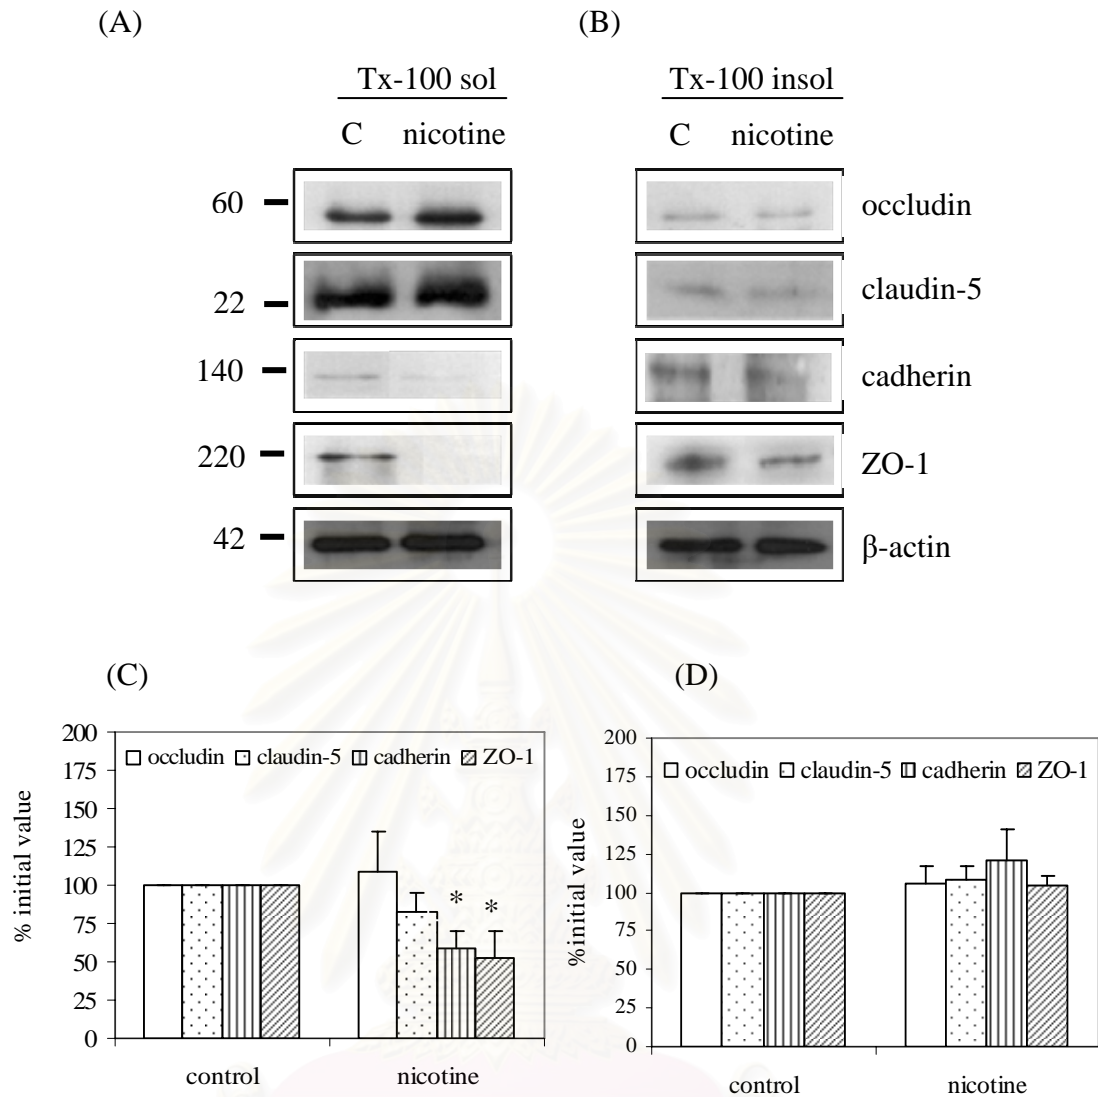 (A)
(B)
Tx-100 sol
Tx-100 insol
C nicotine
C nicotine
60
occludin
22
claudin-5
140
cadherin
220
ZO-1
42
β-actin
(C)
(D)
200
175
150
125
100
75
50
25
0
% initial value
occludin claudin-5 cadherin ZO-1
* *
control nicotine
200
175
150
125
100
75
50
25
0
%initial value
occludin claudin-5 cadherin ZO-1
control nicotine